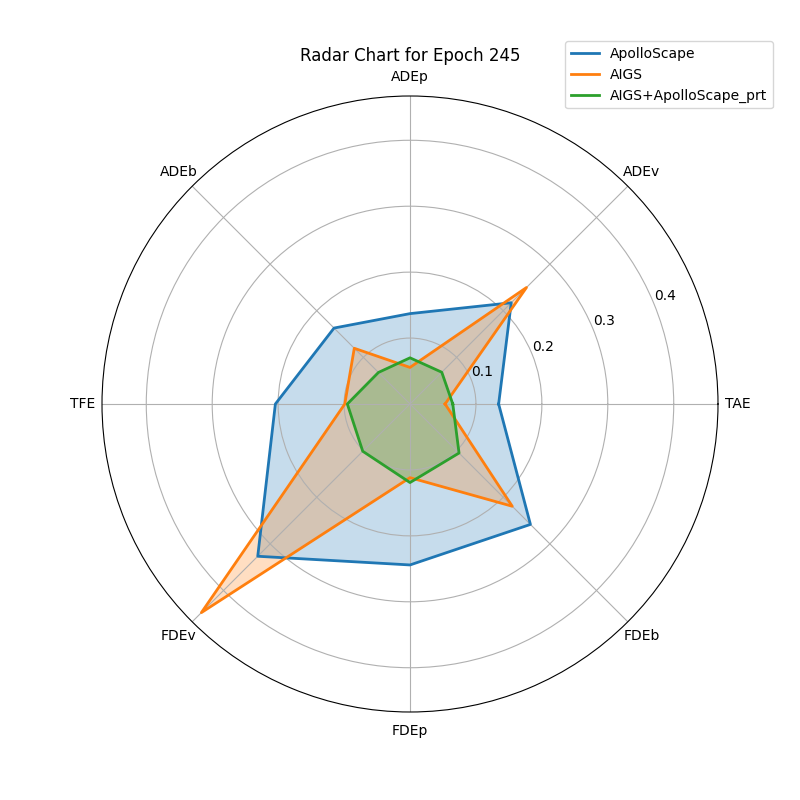 Radar Chart for Epoch 245
ApolloScape
AIGS
AIGS+ApolloScape_prt
ADEp
ADEb
ADEv
0.4
0.3
0.2
0.1
TFE
TAE
FDEv
FDEb
FDEp